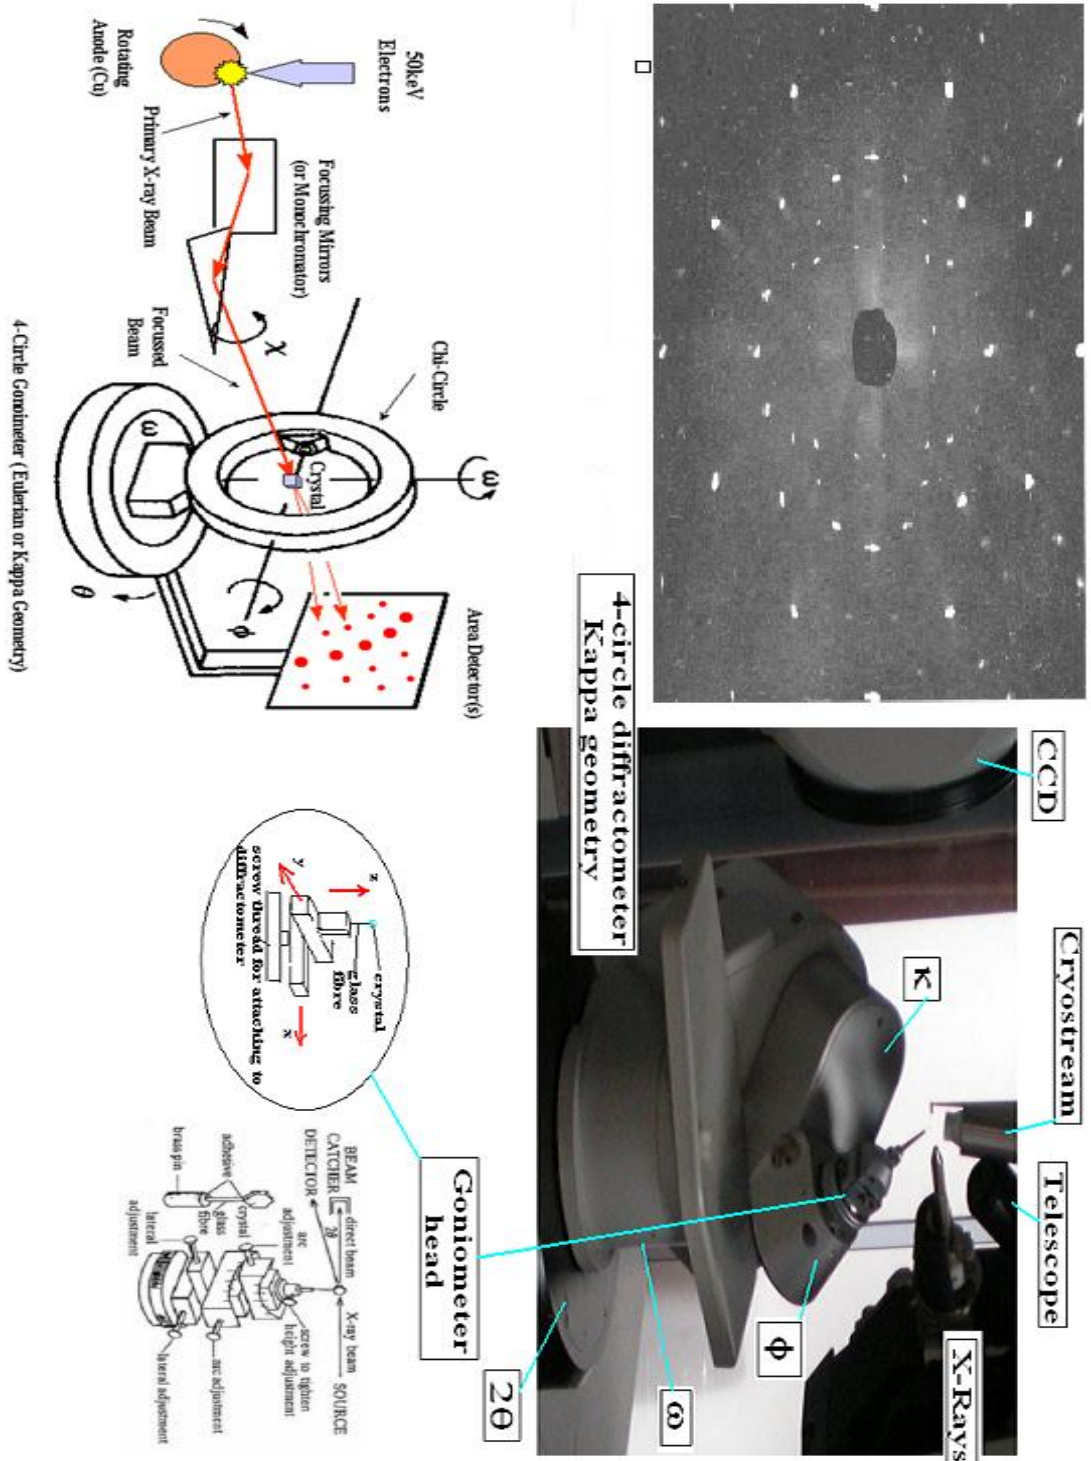 CCD
Cryostream
Telescope
X-Rays
κ
ϕ
ω
2θ
4-circle diffractometer
Kappa geometry
Goniometer
head
50keV
Electrons
Rotating
Anode (Cu)
Primary X-ray Beam
Focussing Mirrors
(or Monochromator)
Focussed
Beam
χ
Chi-Circle
ω
Crystal
ω
θ
ϕ
Area Detector(s)
4-Circle Gonoimeter (Eulerian or Kappa Geometry)
z
y
x
crystal
glass
fibre
screw thread for attaching to
diffractometer
BEAM
CATCHER
DETECTOR
direct beam
2θ
X-ray beam
SOURCE
arc
adjustment
screw to tighten
height adjustment
crystal
glass
fibre
adhesive
brass pin
lateral
adjustment
arc adjustment
lateral adjustment